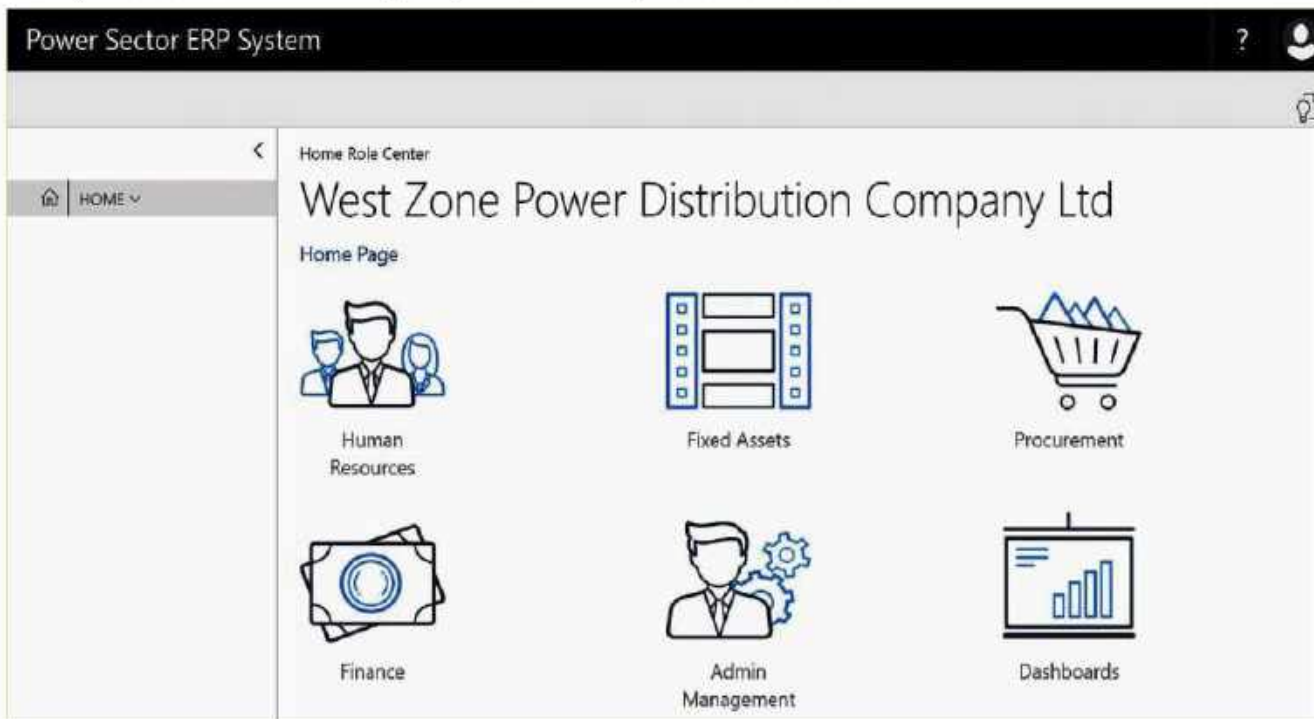 Power Sector ERP System
?
HOME
Home Role Center
West Zone Power Distribution Company Ltd
Home Page
Human
Resources
Fixed Assets
Procurement
Finance
Admin
Management
Dashboards